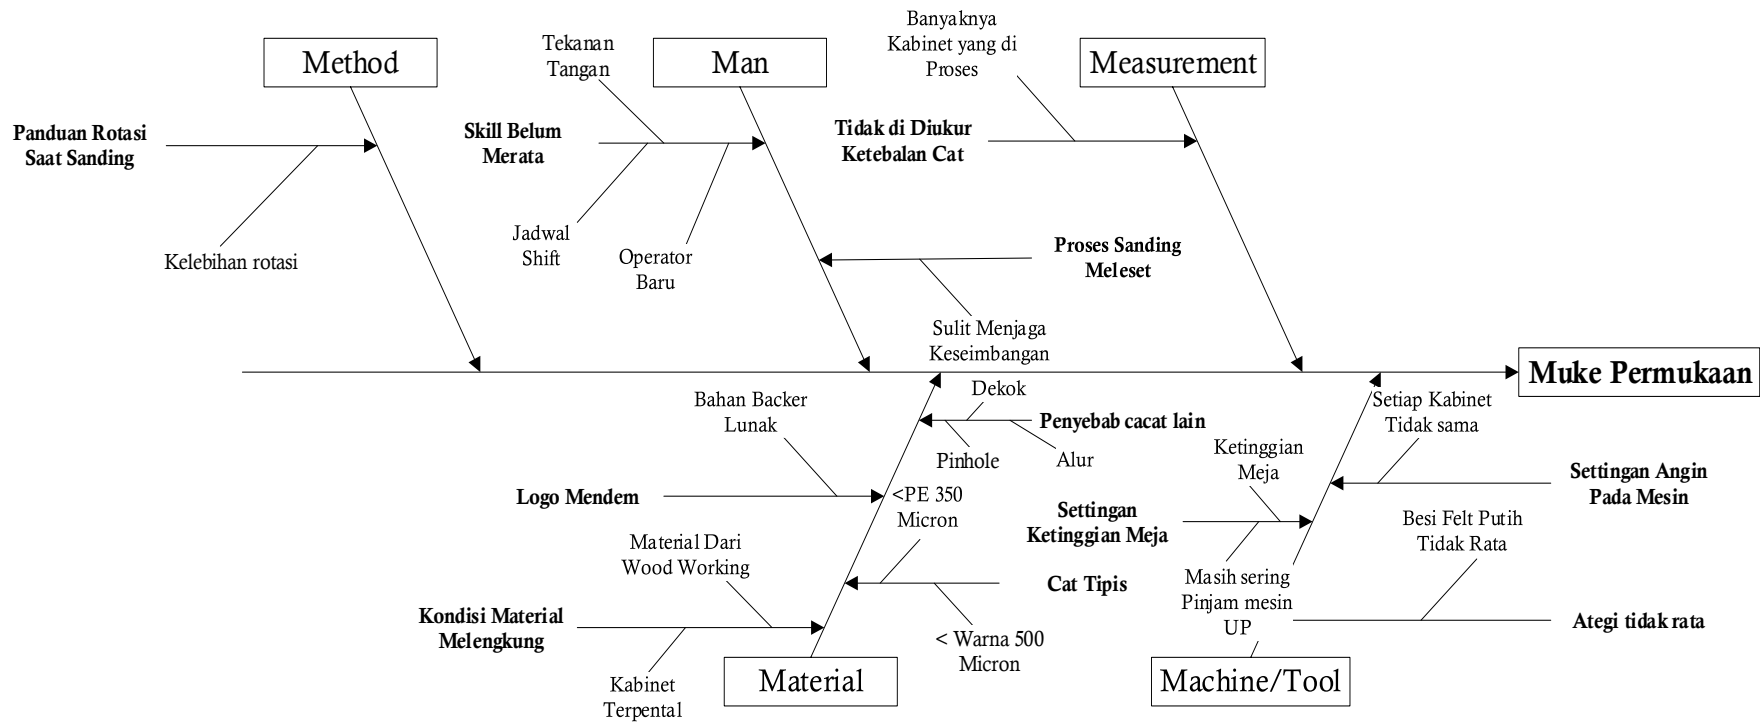 Method
Panduan Rotasi
Saat Sanding
Kelebihan rotasi
Man
Tekanan
Tangan
Skill Belum
Merata
Jadwal
Shift
Operator
Baru
Proses Sanding
Meleset
Sulit Menjaga
Keseimbangan
Measurement
Banyaknya
Kabinet yang di
Proses
Tidak di Diukur
Ketebalan Cat
Muke Permukaan
Dekok
Penyebab cacat lain
Pinhole
Alur
Bahan Backer
Lunak
Logo Mendem
<PE 350
Micron
Cat Tipis
< Warna 500
Micron
Material Dari
Wood Working
Kondisi Material
Melengkung
Kabinet
Terpental
Material
Setiap Kabinet
Tidak sama
Settingan Angin
Pada Mesin
Ketinggian
Meja
Settingan
Ketinggian Meja
Masih sering
Pinjam mesin
UP
Besi Felt Putih
Tidak Rata
Ategi tidak rata
Machine/Tool